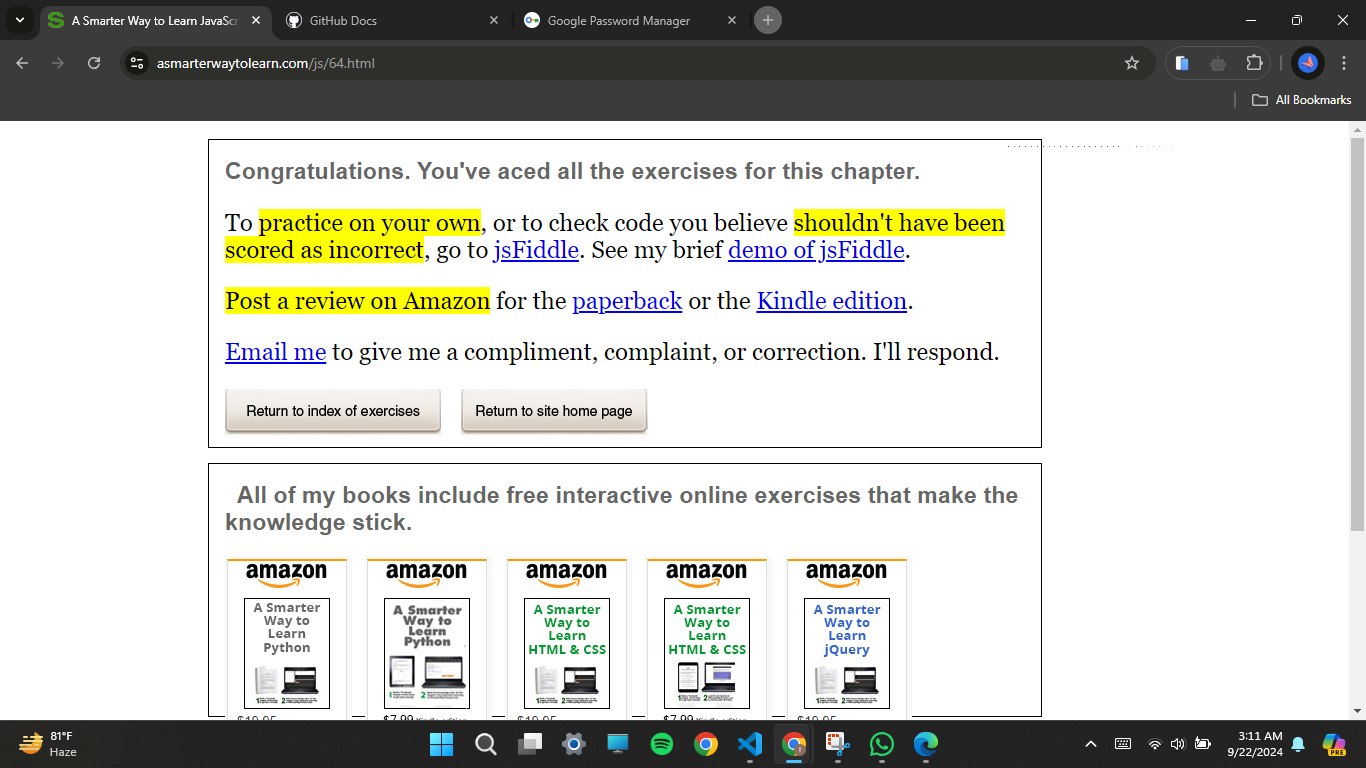 A Smarter Way to Learn JavaScr
GitHub Docs
Google Password Manager
asmarterwaytolearn.com/js/64.html
All Bookmarks
Congratulations. You've aced all the exercises for this chapter.
To practice on your own, or to check code you believe shouldn't have been
scored as incorrect, go to jsFiddle. See my brief demo of jsFiddle.
Post a review on Amazon for the paperback or the Kindle edition.
Email me to give me a compliment, complaint, or correction. I'll respond.
Return to index of exercises
Return to site home page
All of my books include free interactive online exercises that make the
knowledge stick.
amazon
A Smarter
Way to
Learn
Python
amazon
A Smarter
Way to
Learn
Python
amazon
A Smarter
Way to
Learn
HTML & CSS
amazon
A Smarter
Way to
Learn
HTML & CSS
amazon
A Smarter
Way to
Learn
jQuery
81°F
Haze
PRE
3:11 AM
9/22/2024